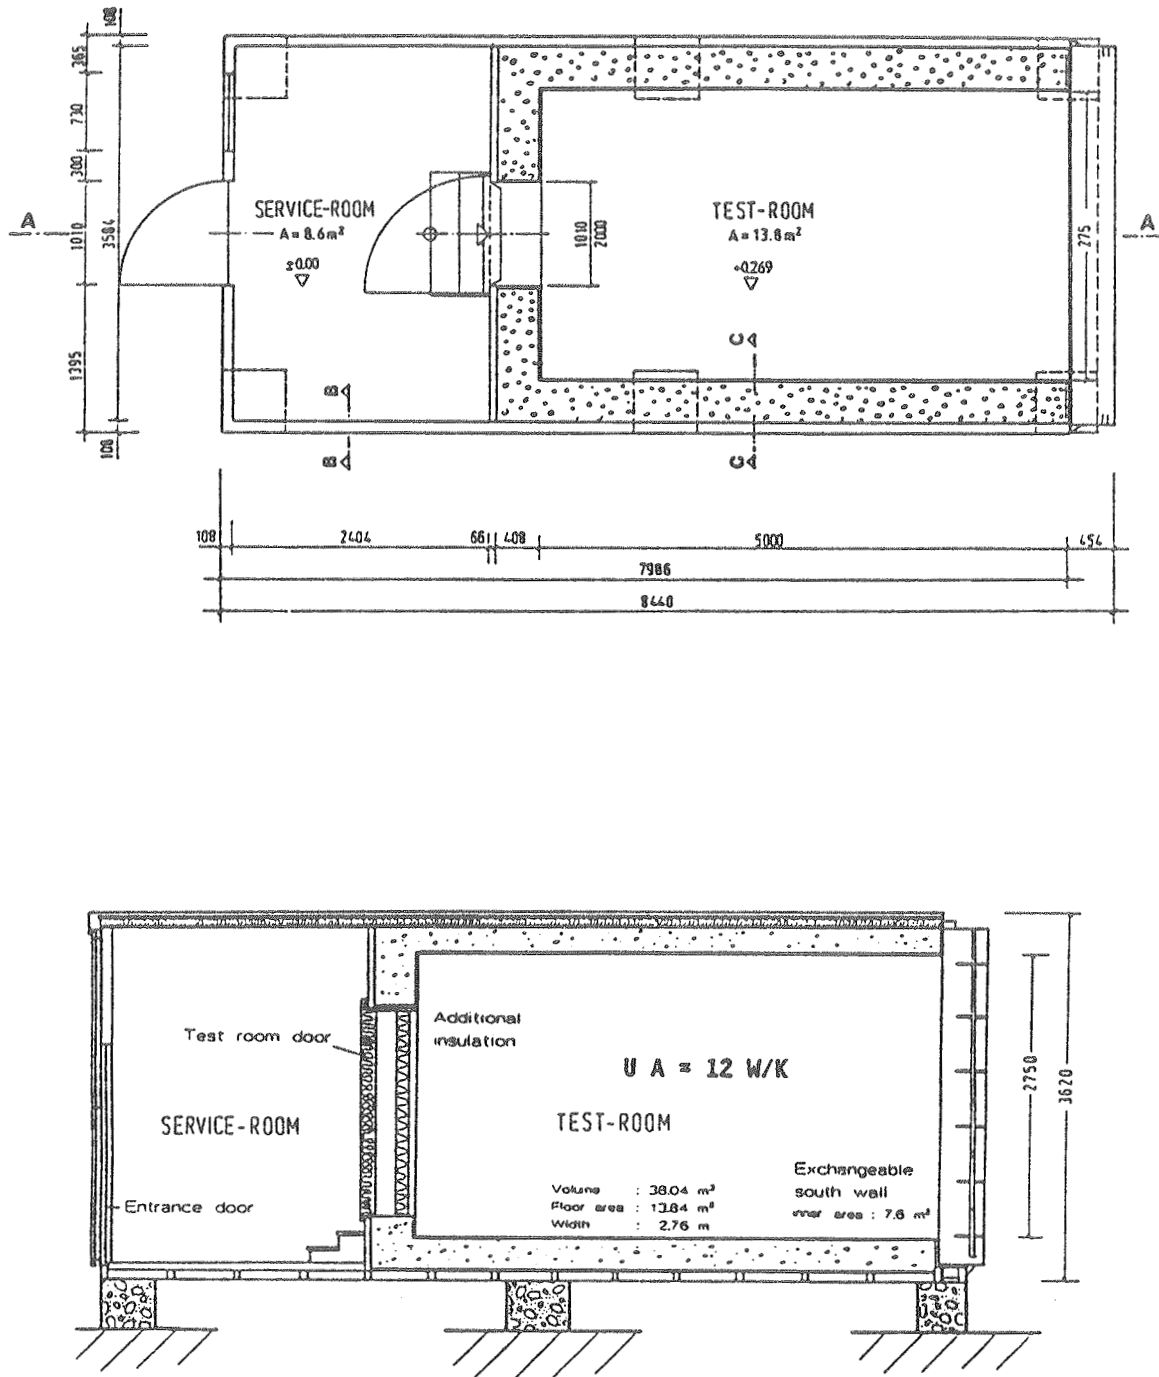 108
365
730
300
1010
1395
108
3584
A
A
SERVICE-ROOM
A = 8.6m²
±0.00
1010
2000
TEST-ROOM
A = 13.8m²
+0.269
275
B
B
C
C
108 2404 66 408 5000 454
7986
8440
Test room door
Additional
insulation
U A = 12 W/K
SERVICE-ROOM
TEST-ROOM
Entrance door
Volume : 38.04 m³
Floor area : 13.84 m²
Width : 2.76 m
Exchangeable
south wall
inner area : 7.6 m²
2750
3620